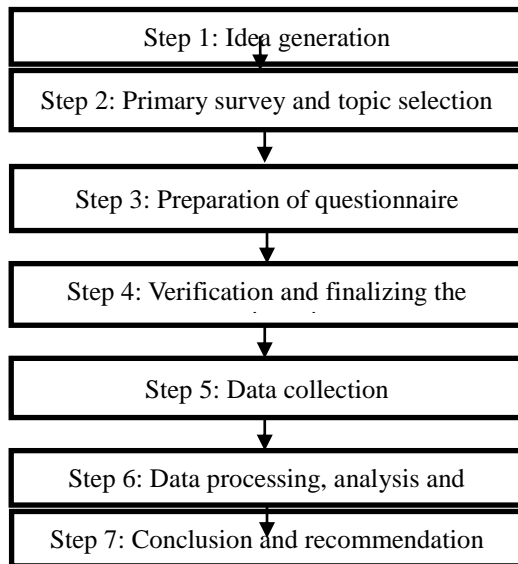 Step 1: Idea generation
Step 2: Primary survey and topic selection
Step 3: Preparation of questionnaire
Step 4: Verification and finalizing the
Step 5: Data collection
Step 6: Data processing, analysis and
Step 7: Conclusion and recommendation